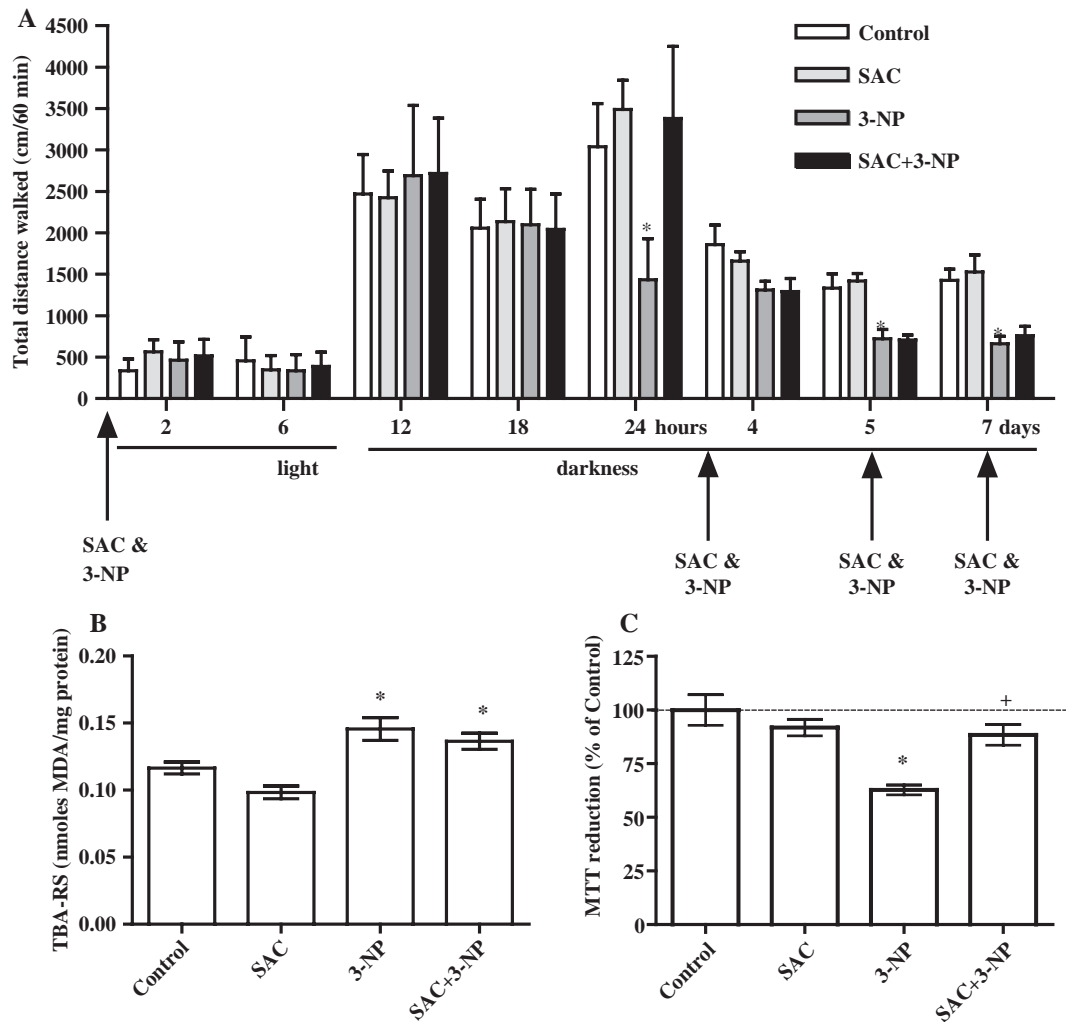 A
Total distance walked (cm/60 min)
4500
4000
3500
3000
2500
2000
1500
1000
500
0
Control
SAC
3-NP
SAC+3-NP
*
*
*
2 6 12 18 24 hours 4 5 7 days
light darkness
SAC &
3-NP
SAC &
3-NP
SAC &
3-NP
SAC &
3-NP
B
TBA-RS (nmoles MDA/mg protein)
0.20
0.15
0.10
0.05
0.00
*
*
Control
SAC
3-NP
SAC+3-NP
C
MTT reduction (% of Control)
125
100
75
50
25
0
*
+
Control
SAC
3-NP
SAC+3-NP